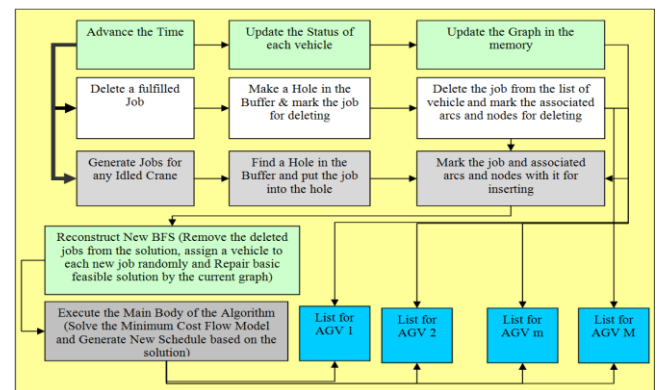 Advance the Time
Update the Status of
each vehicle
Update the Graph in the
memory
Delete a fulfilled
Job
Make a Hole in the
Buffer & mark the job
for deleting
Delete the job from the list of
vehicle and mark the associated
arcs and nodes for deleting
Generate Jobs for
any Idled Crane
Find a Hole in the
Buffer and put the job
into the hole
Mark the job and associated
arcs and nodes with it for
inserting
Reconstruct New BFS (Remove the deleted
jobs from the solution, assign a vehicle to
each new job randomly and Repair basic
feasible solution by the current graph)
Execute the Main Body of the Algorithm
(Solve the Minimum Cost Flow Model
and Generate New Schedule based on the
solution)
List for
AGV 1
List for
AGV 2
List for
AGV m
List for
AGV M